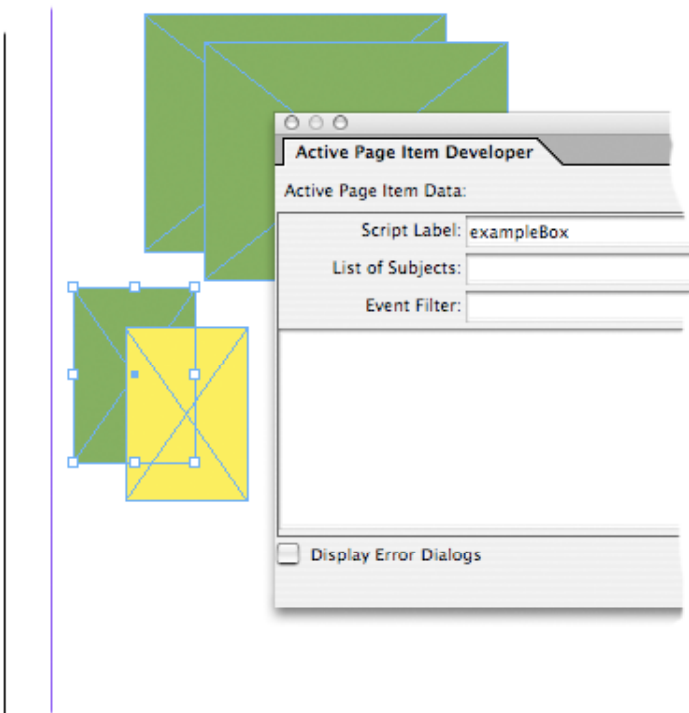 Active Page Item Developer
Active Page Item Data:
Script Label: exampleBox
List of Subjects:
Event Filter:
Display Error Dialogs